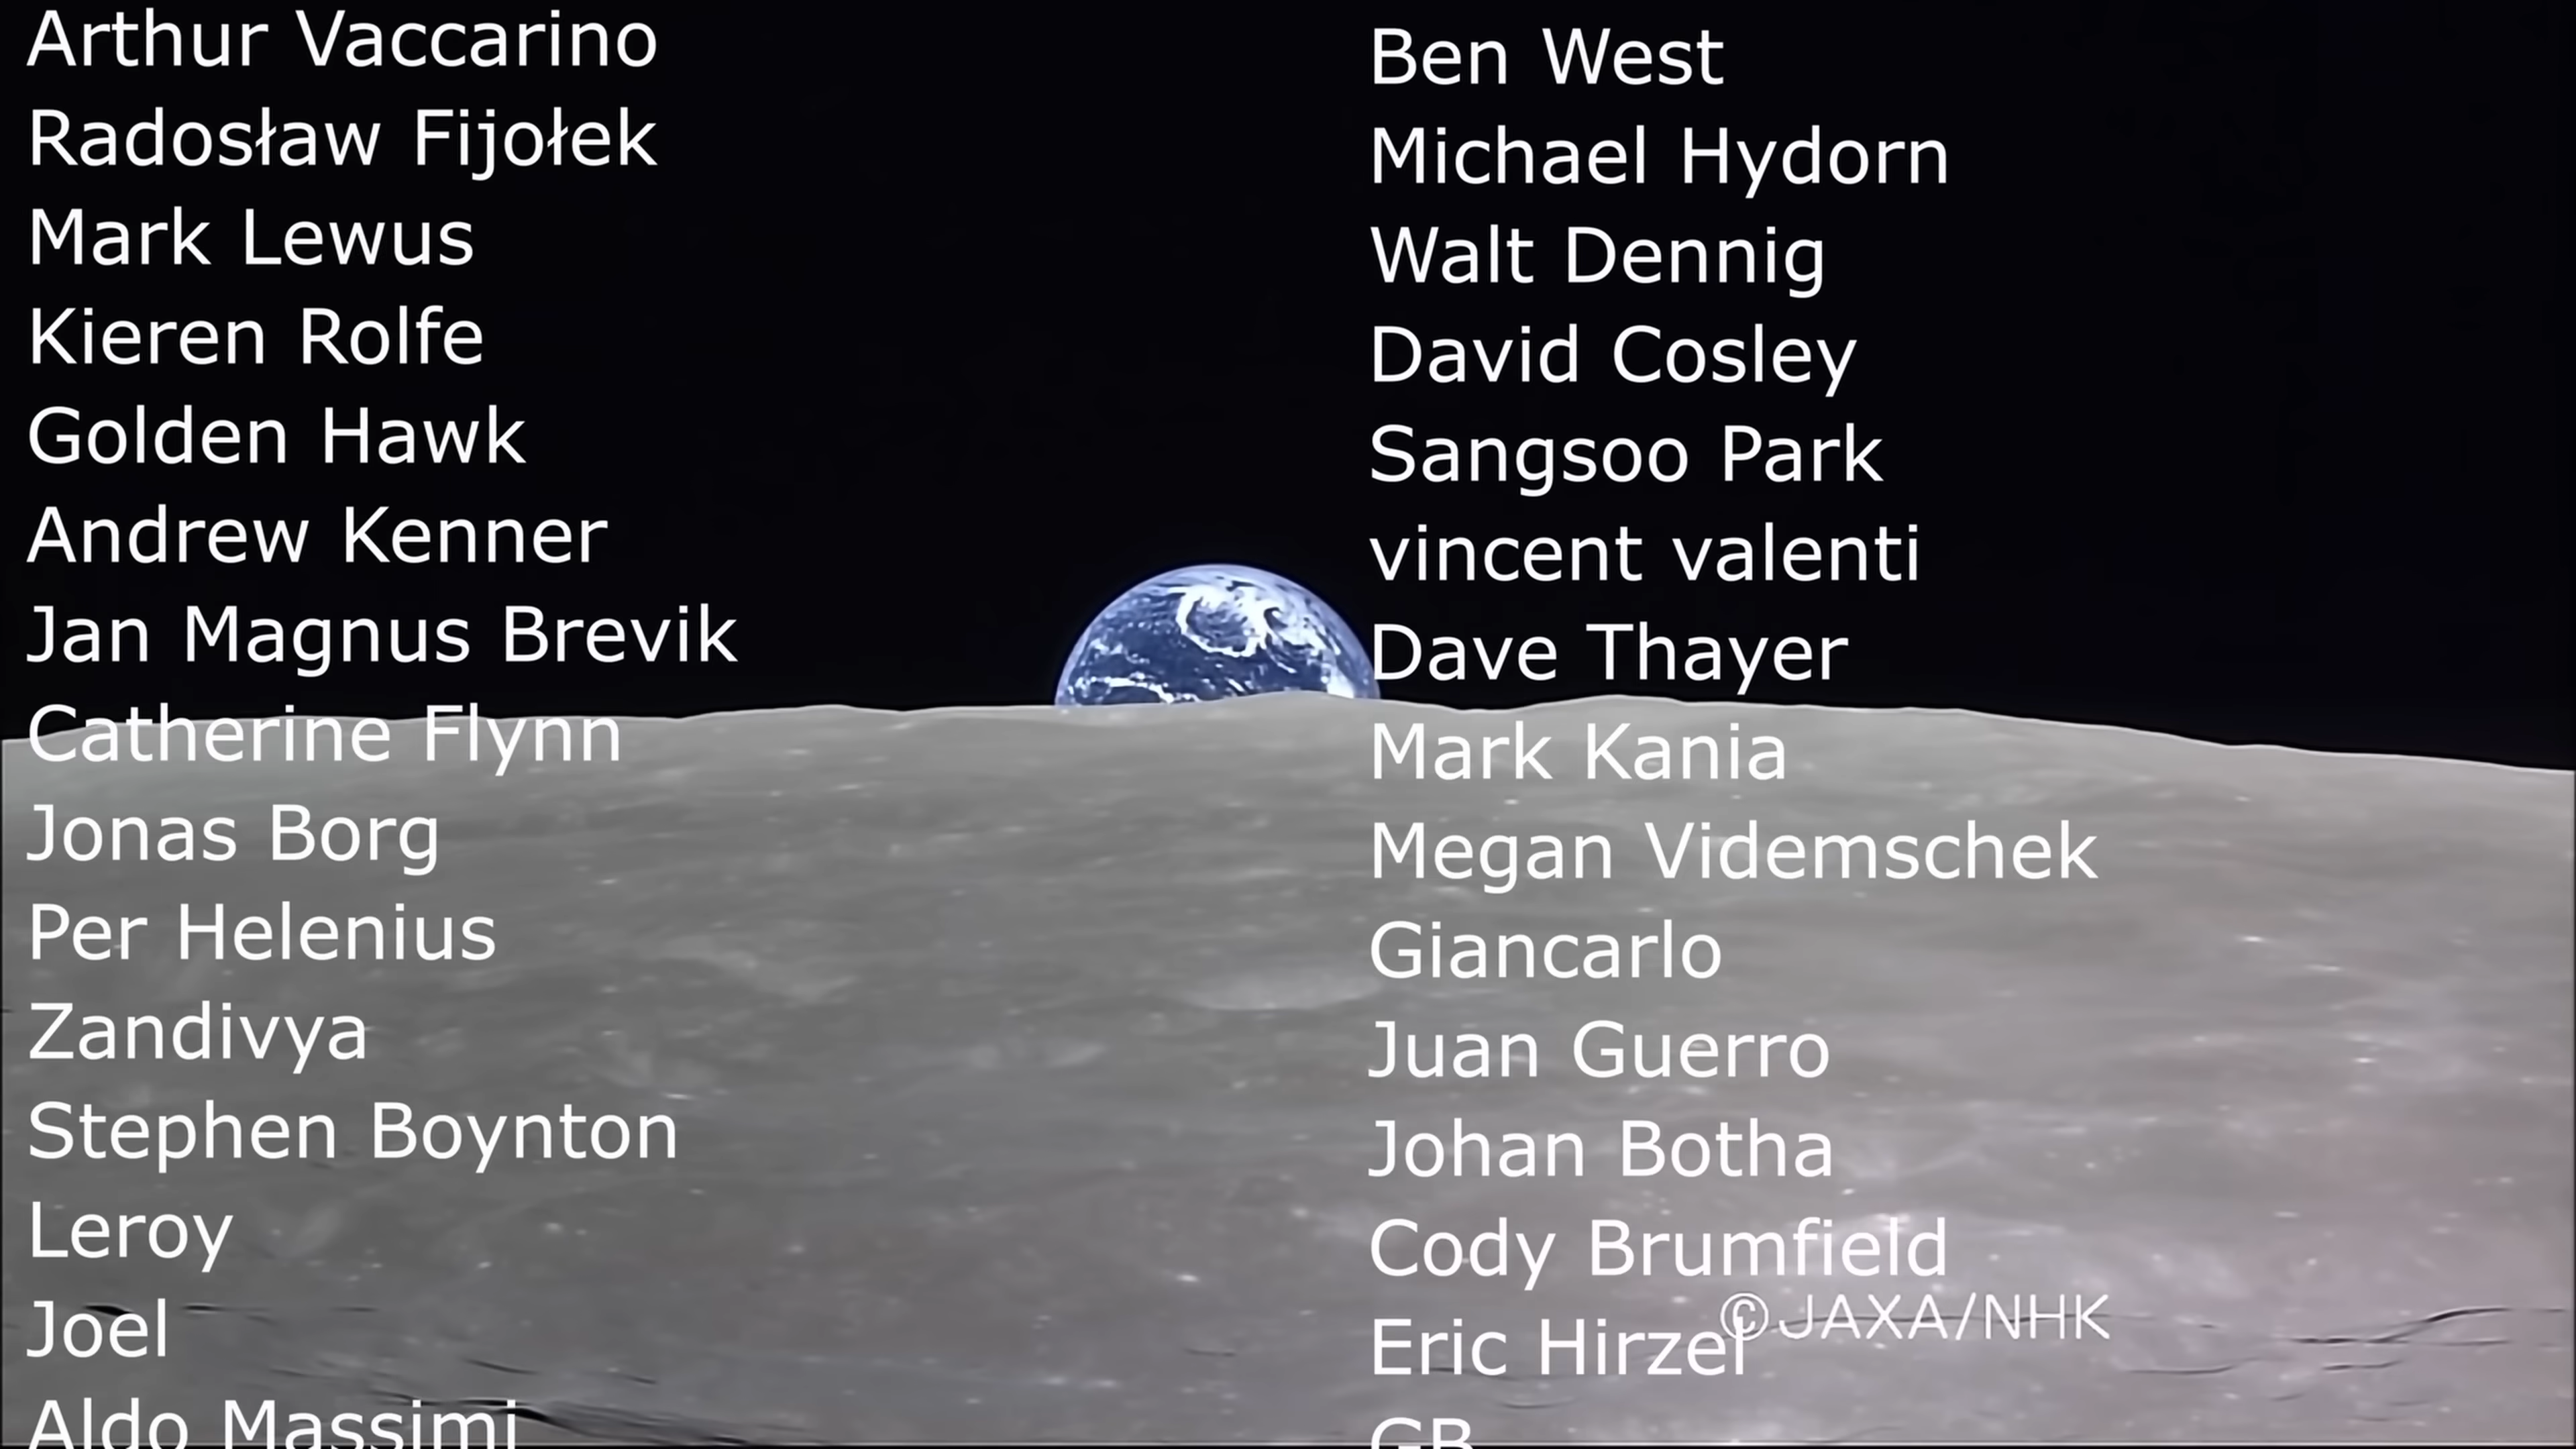 Arthur Vaccarino
Radosław Fijołek
Mark Lewus
Kieren Rolfe
Golden Hawk
Andrew Kenner
Jan Magnus Brevik
Catherine Flynn
Jonas Borg
Per Helenius
Zandivya
Stephen Boynton
Leroy
Joel
Aldo Massimi
Ben West
Michael Hydorn
Walt Dennig
David Cosley
Sangsoo Park
vincent valenti
Dave Thayer
Mark Kania
Megan Videmschek
Giancarlo
Juan Guerro
Johan Botha
Cody Brumfield
Eric Hirzel
GB
©JAXA/NHK